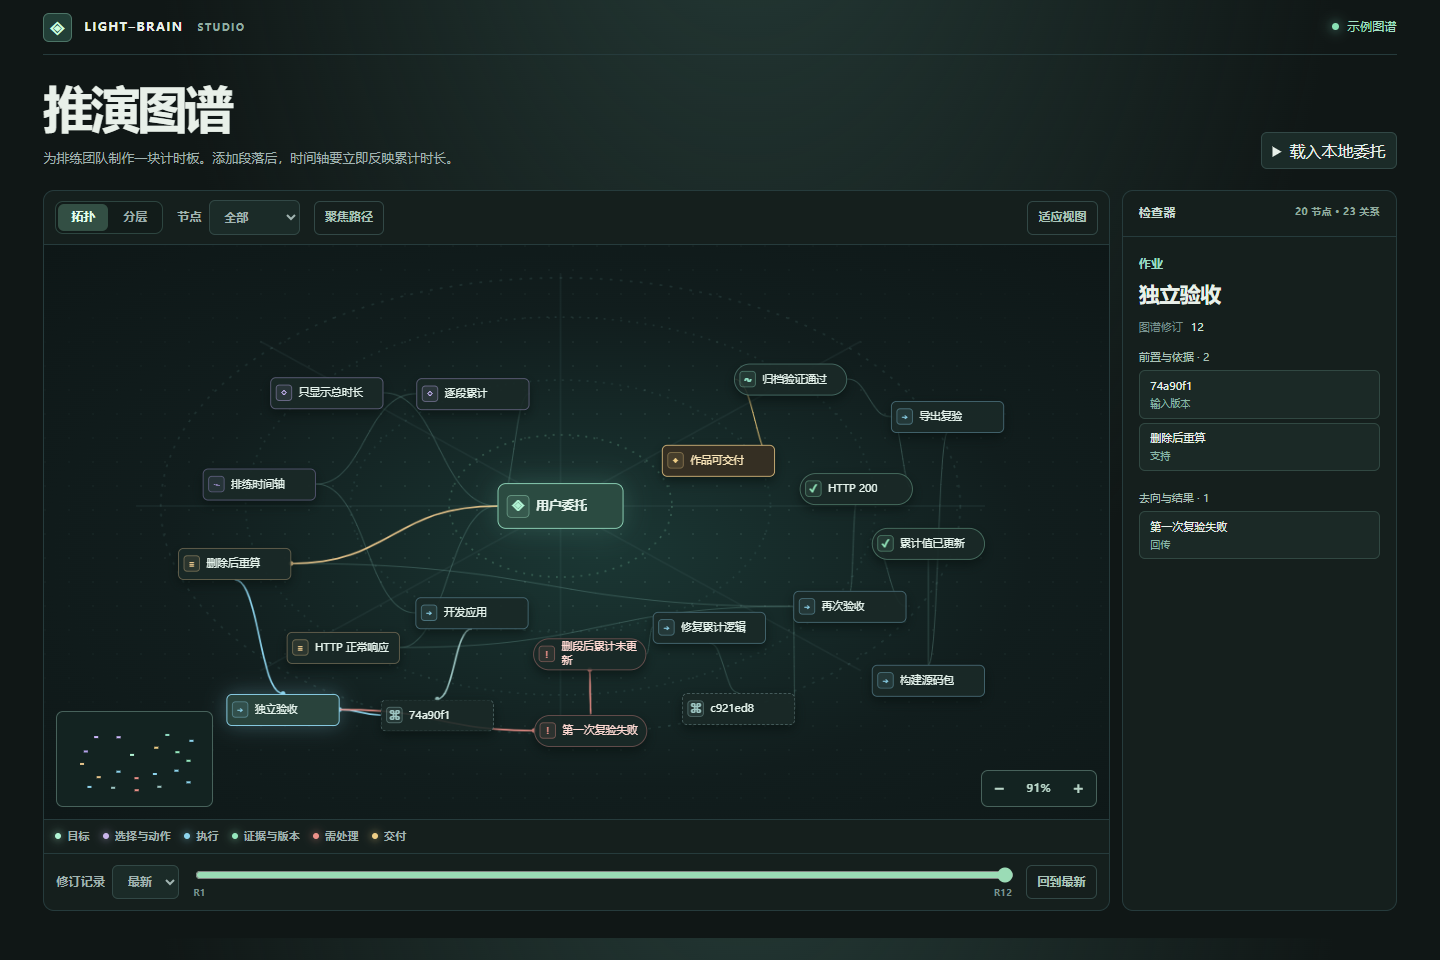 LIGHT–BRAIN STUDIO
示例图谱
推演图谱
为排练团队制作一块计时板。添加段落后，时间轴要立即反映累计时长。
载入本地委托
拓扑
分层
节点
全部
聚焦路径
适应视图
只显示总时长
逐段累计
归档验证通过
导出复验
作品可交付
排练时间轴
HTTP 200
用户委托
累计值已更新
删除后重算
开发应用
再次验收
修复累计逻辑
HTTP 正常响应
删段后累计未更
新
构建源码包
独立验收
74a90f1
c921ed8
第一次复验失败
91%
目标
选择与动作
执行
证据与版本
需处理
交付
修订记录
最新
R1
R12
回到最新
检查器
20 节点 • 23 关系
作业
独立验收
图谱修订 12
前置与依据 · 2
74a90f1
输入版本
删除后重算
支持
去向与结果 · 1
第一次复验失败
回传